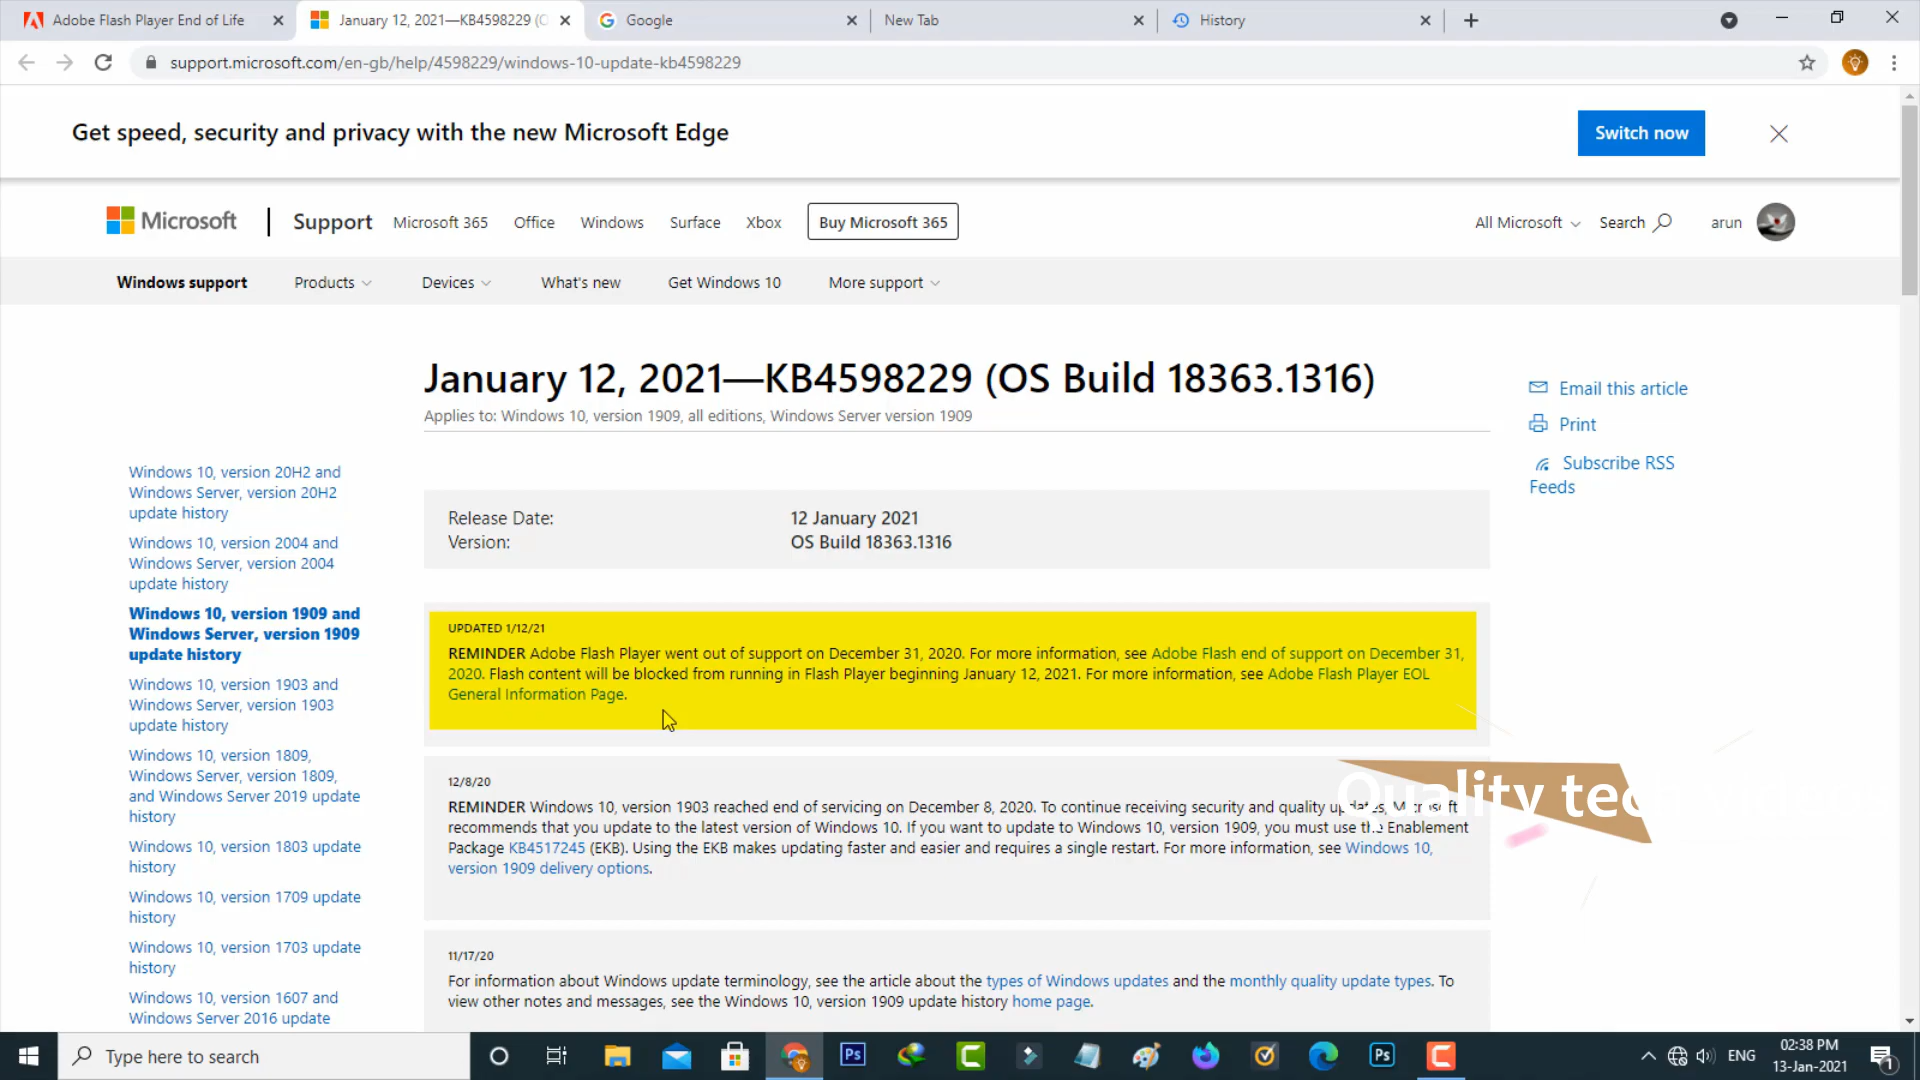 Adobe Flash Player End of Life
January 12, 2021—KB4598229 (O
Google
New Tab
History
support.microsoft.com/en-gb/help/4598229/windows-10-update-kb4598229
Get speed, security and privacy with the new Microsoft Edge
Switch now
Microsoft
Support
Microsoft 365
Office
Windows
Surface
Xbox
Buy Microsoft 365
All Microsoft
Search
arun
Windows support
Products
Devices
What's new
Get Windows 10
More support
January 12, 2021—KB4598229 (OS Build 18363.1316)
Applies to: Windows 10, version 1909, all editions, Windows Server version 1909
Email this article
Print
Subscribe RSS
Feeds
Windows 10, version 20H2 and
Windows Server, version 20H2
update history
Windows 10, version 2004 and
Windows Server, version 2004
update history
Windows 10, version 1909 and
Windows Server, version 1909
update history
Windows 10, version 1903 and
Windows Server, version 1903
update history
Windows 10, version 1809,
Windows Server, version 1809,
and Windows Server 2019 update
history
Windows 10, version 1803 update
history
Windows 10, version 1709 update
history
Windows 10, version 1703 update
history
Windows 10, version 1607 and
Windows Server 2016 update
Release Date:
12 January 2021
Version:
OS Build 18363.1316
UPDATED 1/12/21
REMINDER Adobe Flash Player went out of support on December 31, 2020. For more information, see Adobe Flash end of support on December 31,
2020. Flash content will be blocked from running in Flash Player beginning January 12, 2021. For more information, see Adobe Flash Player EOL
General Information Page.
12/8/20
REMINDER Windows 10, version 1903 reached end of servicing on December 8, 2020. To continue receiving security and quality updates, Microsoft
recommends that you update to the latest version of Windows 10. If you want to update to Windows 10, version 1909, you must use the Enablement
Package KB4517245 (EKB). Using the EKB makes updating faster and easier and requires a single restart. For more information, see Windows 10,
version 1909 delivery options.
Quality tec
11/17/20
For information about Windows update terminology, see the article about the types of Windows updates and the monthly quality update types. To
view other notes and messages, see the Windows 10, version 1909 update history home page.
Type here to search
Ps
Ps
ENG
02:38 PM
13-Jan-2021
1